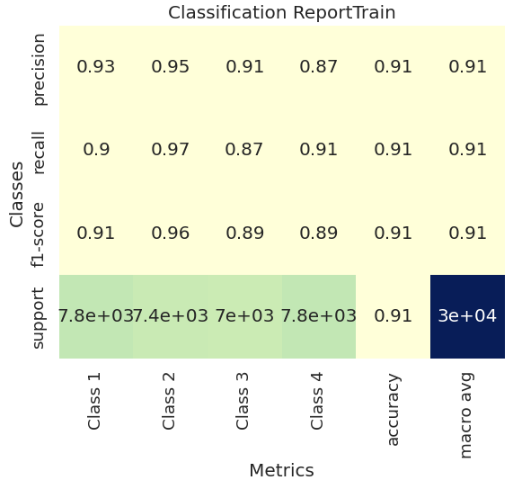 Classification ReportTrain
Classes
precision 0.93 0.95 0.91 0.87 0.91 0.91
recall 0.9 0.97 0.87 0.91 0.91 0.91
f1-score 0.91 0.96 0.89 0.89 0.91 0.91
support 7.8e+03 7.4e+03 7e+03 7.8e+03 0.91 3e+04
Class 1 Class 2 Class 3 Class 4 accuracy macro avg
Metrics